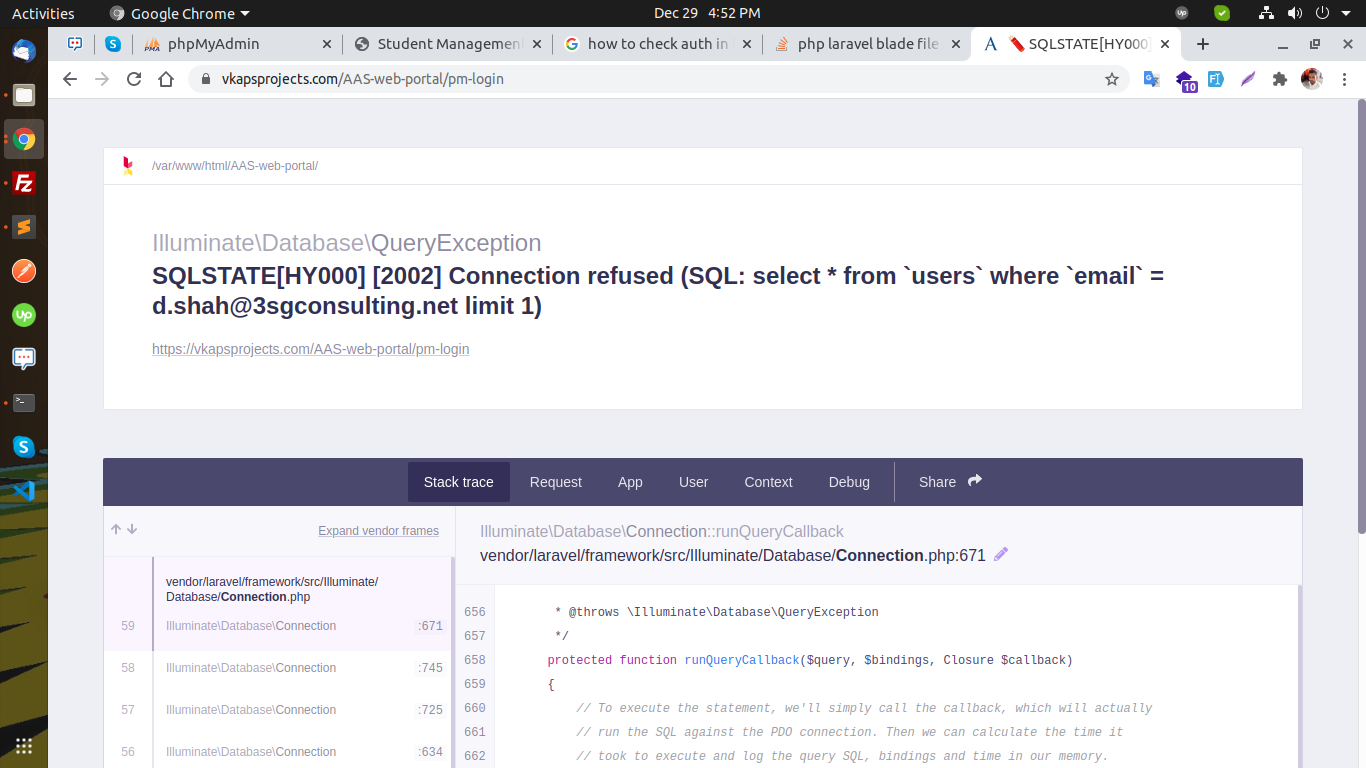 Activities
Google Chrome
Dec 29 4:52 PM
up
phpMyAdmin
Student Management
how to check auth in
php laravel blade file
SQLSTATE[HY000]
vkapsprojects.com/AAS-web-portal/pm-login
10
/var/www/html/AAS-web-portal/
Illuminate\Database\QueryException
SQLSTATE[HY000] [2002] Connection refused (SQL: select * from `users` where `email` =
d.shah@3sgconsulting.net limit 1)
https://vkapsprojects.com/AAS-web-portal/pm-login
Stack trace
Request
App
User
Context
Debug
Share
Expand vendor frames
Illuminate\Database\Connection::runQueryCallback
vendor/laravel/framework/src/Illuminate/Database/Connection.php:671
vendor/laravel/framework/src/Illuminate/
Database/Connection.php
59 Illuminate\Database\Connection :671
58 Illuminate\Database\Connection :745
57 Illuminate\Database\Connection :725
56 Illuminate\Database\Connection :634
656 * @throws \Illuminate\Database\QueryException
657 */
658 protected function runQueryCallback($query, $bindings, Closure $callback)
659 {
660 // To execute the statement, we'll simply call the callback, which will actually
661 // run the SQL against the PDO connection. Then we can calculate the time it
662 // took to execute and log the query SQL, bindings and time in our memory.